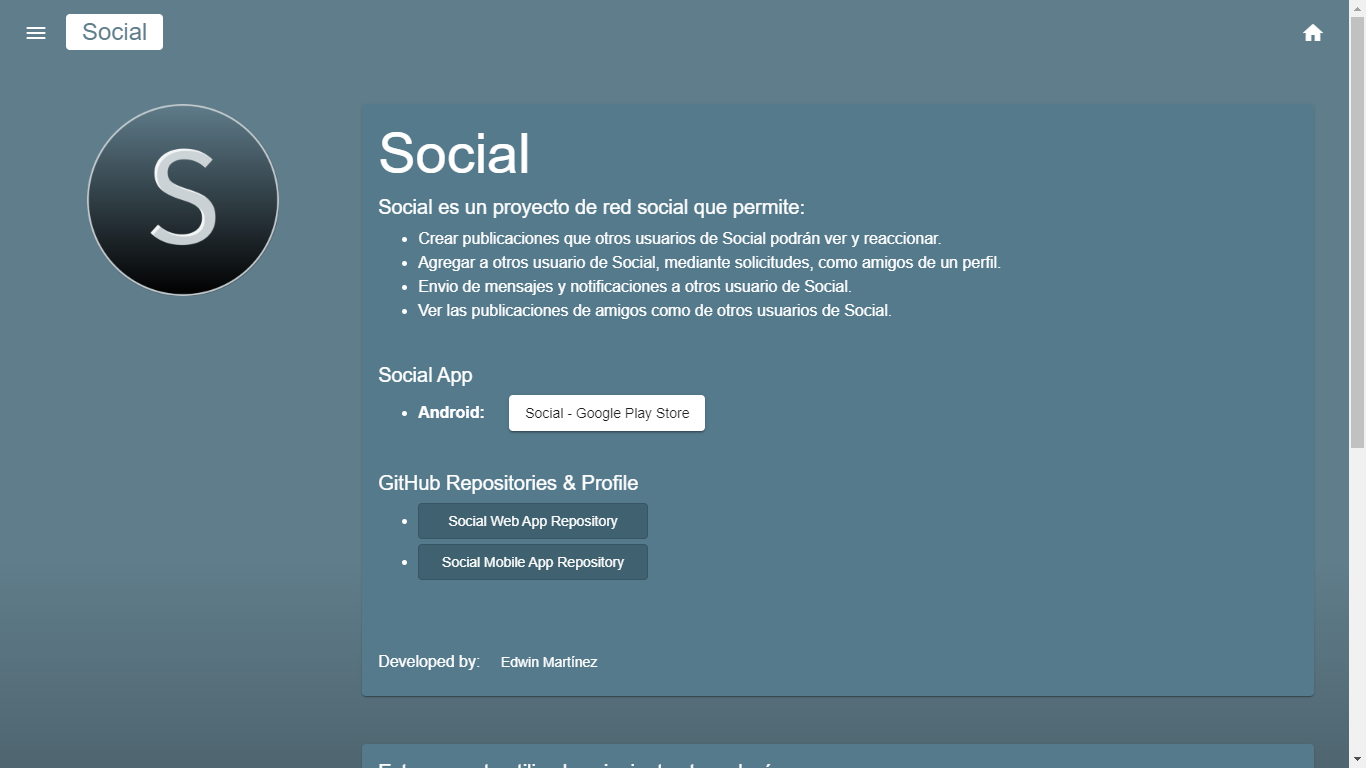 Social
S
Social
Social es un proyecto de red social que permite:
Crear publicaciones que otros usuarios de Social podrán ver y reaccionar.
Agregar a otros usuario de Social, mediante solicitudes, como amigos de un perfil.
Envio de mensajes y notificaciones a otros usuario de Social.
Ver las publicaciones de amigos como de otros usuarios de Social.
Social App
Android: Social - Google Play Store
GitHub Repositories & Profile
Social Web App Repository
Social Mobile App Repository
Developed by: Edwin Martínez